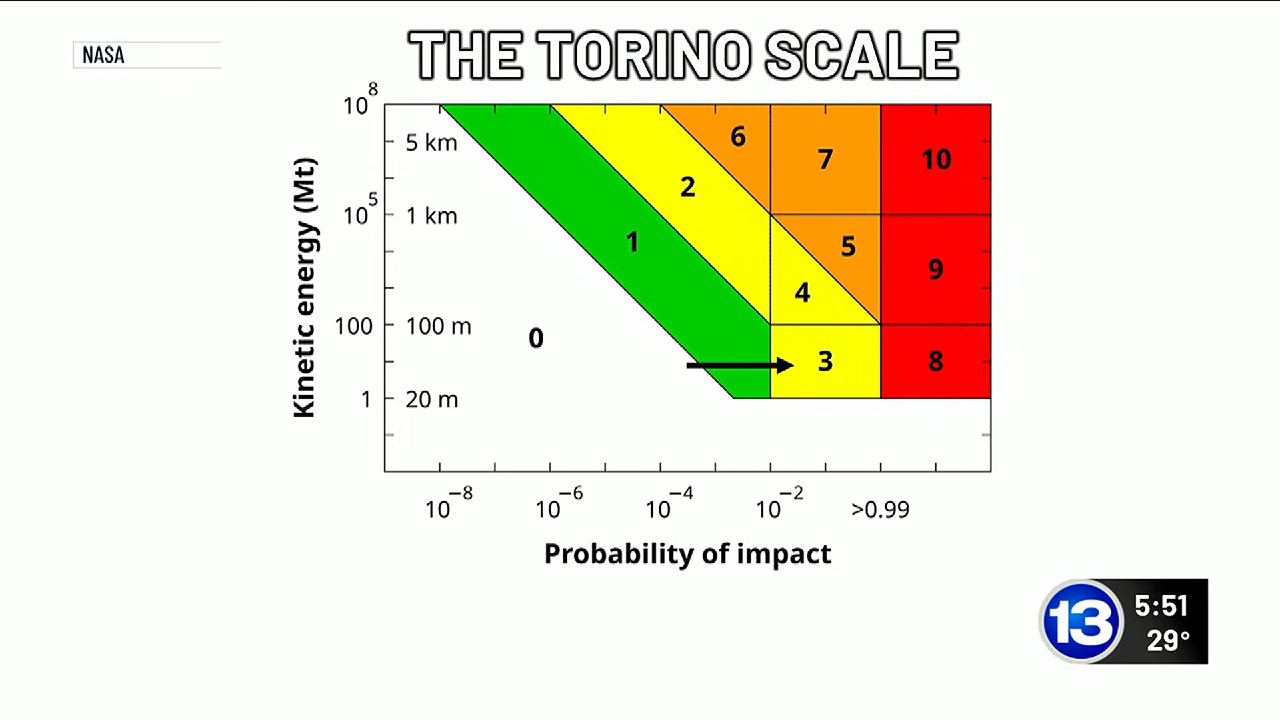 THE TORINO SCALE
NASA
10^8
5 km
6
7
10
2
10^5
1 km
1
5
9
4
100
100 m
0
3
8
1
20 m
Kinetic energy (Mt)
10^−8
10^−6
10^−4
10^−2
>0.99
Probability of impact
13
5:51
29°